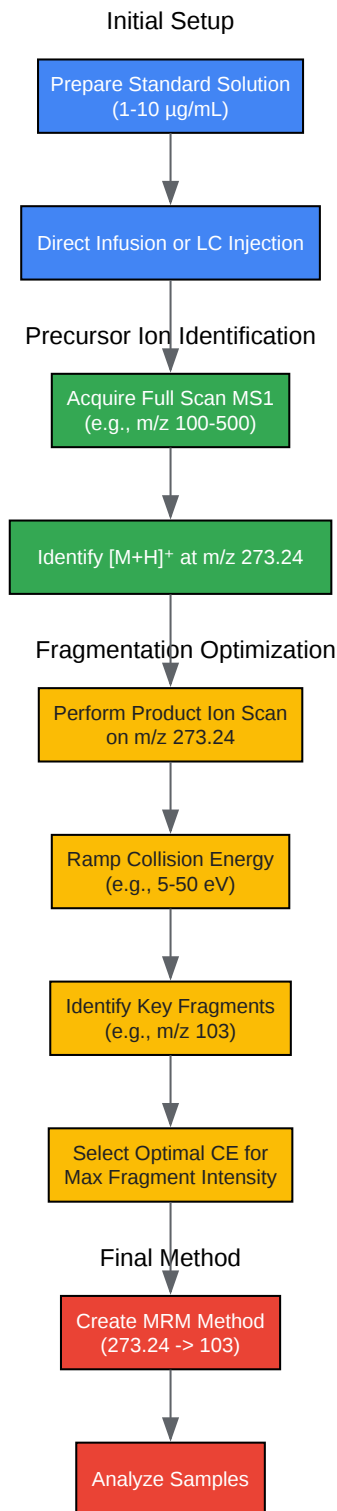 Initial Setup
Prepare Standard Solution
(1-10 µg/mL)
Direct Infusion or LC Injection
Precursor Ion Identification
Acquire Full Scan MS1
(e.g., m/z 100-500)
Identify [M+H]⁺ at m/z 273.24
Fragmentation Optimization
Perform Product Ion Scan
on m/z 273.24
Ramp Collision Energy
(e.g., 5-50 eV)
Identify Key Fragments
(e.g., m/z 103)
Select Optimal CE for
Max Fragment Intensity
Final Method
Create MRM Method
(273.24 -> 103)
Analyze Samples